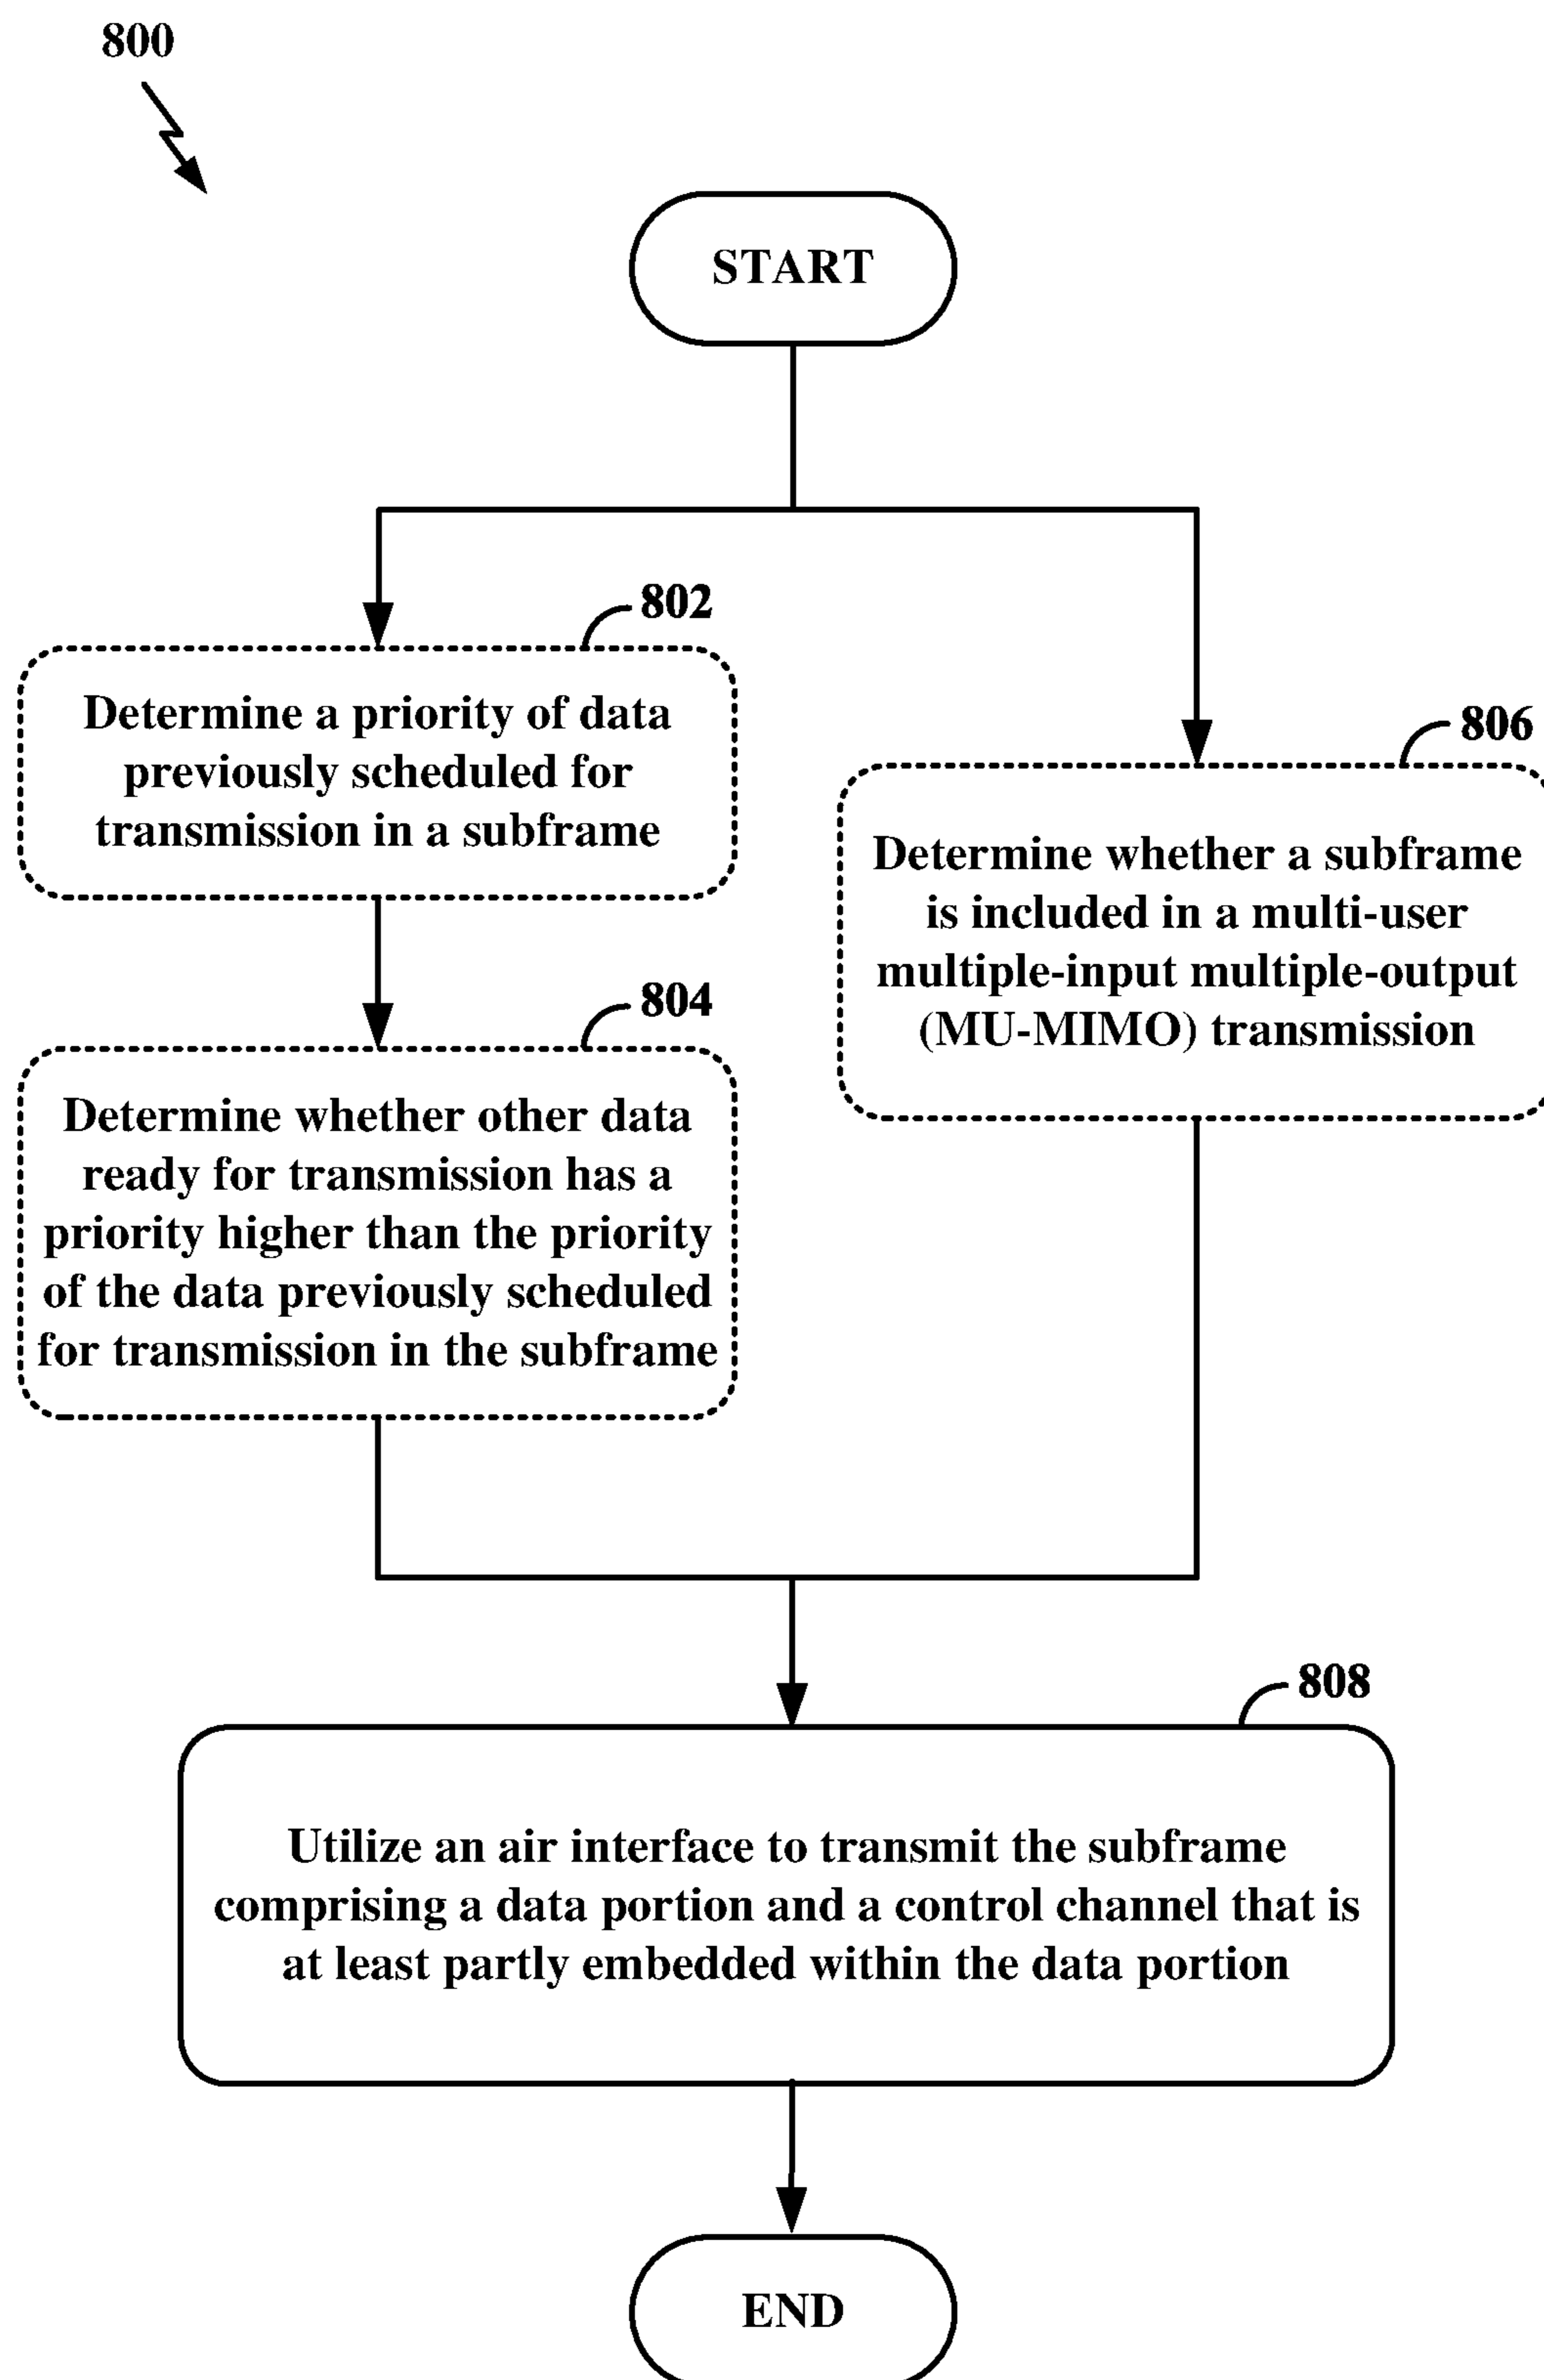 800
START
802
Determine a priority of data
previously scheduled for
transmission in a subframe
804
Determine whether other data
ready for transmission has a
priority higher than the priority
of the data previously scheduled
for transmission in the subframe
806
Determine whether a subframe
is included in a multi-user
multiple-input multiple-output
(MU-MIMO) transmission
808
Utilize an air interface to transmit the subframe
comprising a data portion and a control channel that is
at least partly embedded within the data portion
END